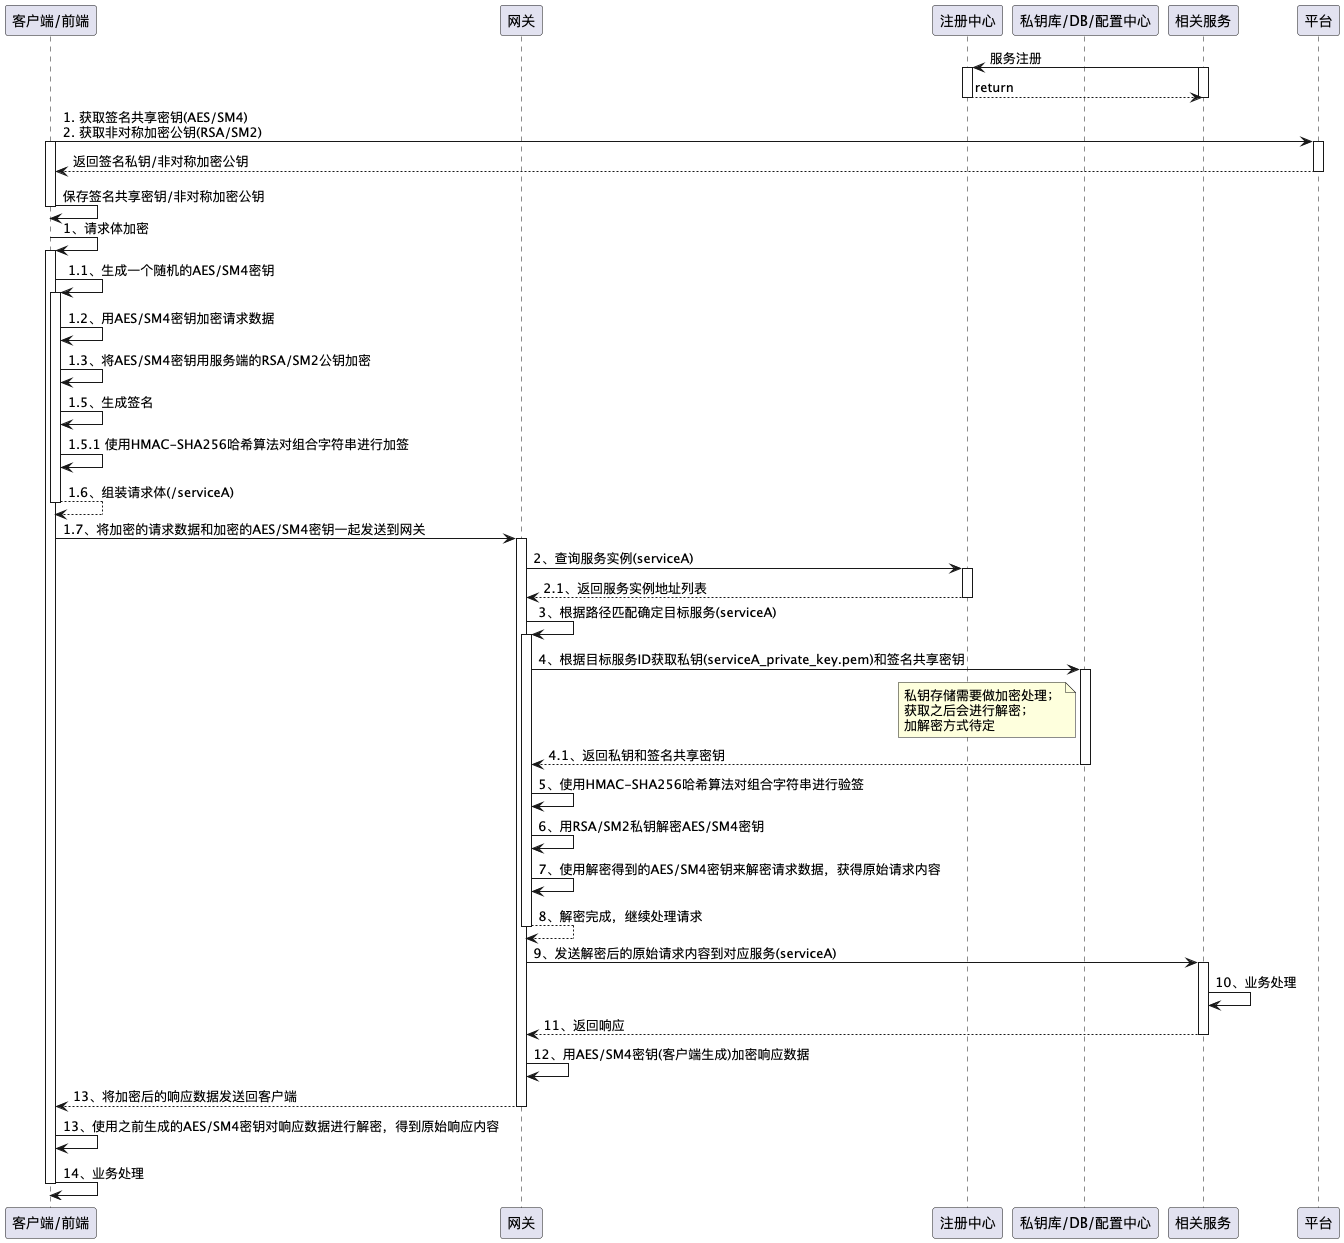 客户端/前端
网关
注册中心
私钥库/DB/配置中心
相关服务
平台
服务注册
return
1. 获取签名共享密钥(AES/SM4)
2. 获取非对称加密公钥(RSA/SM2)
返回签名私钥/非对称加密公钥
保存签名共享密钥/非对称加密公钥
1、请求体加密
1.1、生成一个随机的AES/SM4密钥
1.2、用AES/SM4密钥加密请求数据
1.3、将AES/SM4密钥用服务端的RSA/SM2公钥加密
1.5、生成签名
1.5.1 使用HMAC-SHA256哈希算法对组合字符串进行加签
1.6、组装请求体(/serviceA)
1.7、将加密的请求数据和加密的AES/SM4密钥一起发送到网关
2、查询服务实例(serviceA)
2.1、返回服务实例地址列表
3、根据路径匹配确定目标服务(serviceA)
4、根据目标服务ID获取私钥(serviceA_private_key.pem)和签名共享密钥
私钥存储需要做加密处理；
获取之后会进行解密；
加解密方式待定
4.1、返回私钥和签名共享密钥
5、使用HMAC-SHA256哈希算法对组合字符串进行验签
6、用RSA/SM2私钥解密AES/SM4密钥
7、使用解密得到的AES/SM4密钥来解密请求数据，获得原始请求内容
8、解密完成，继续处理请求
9、发送解密后的原始请求内容到对应服务(serviceA)
10、业务处理
11、返回响应
12、用AES/SM4密钥(客户端生成)加密响应数据
13、将加密后的响应数据发送回客户端
13、使用之前生成的AES/SM4密钥对响应数据进行解密，得到原始响应内容
14、业务处理
客户端/前端
网关
注册中心
私钥库/DB/配置中心
相关服务
平台